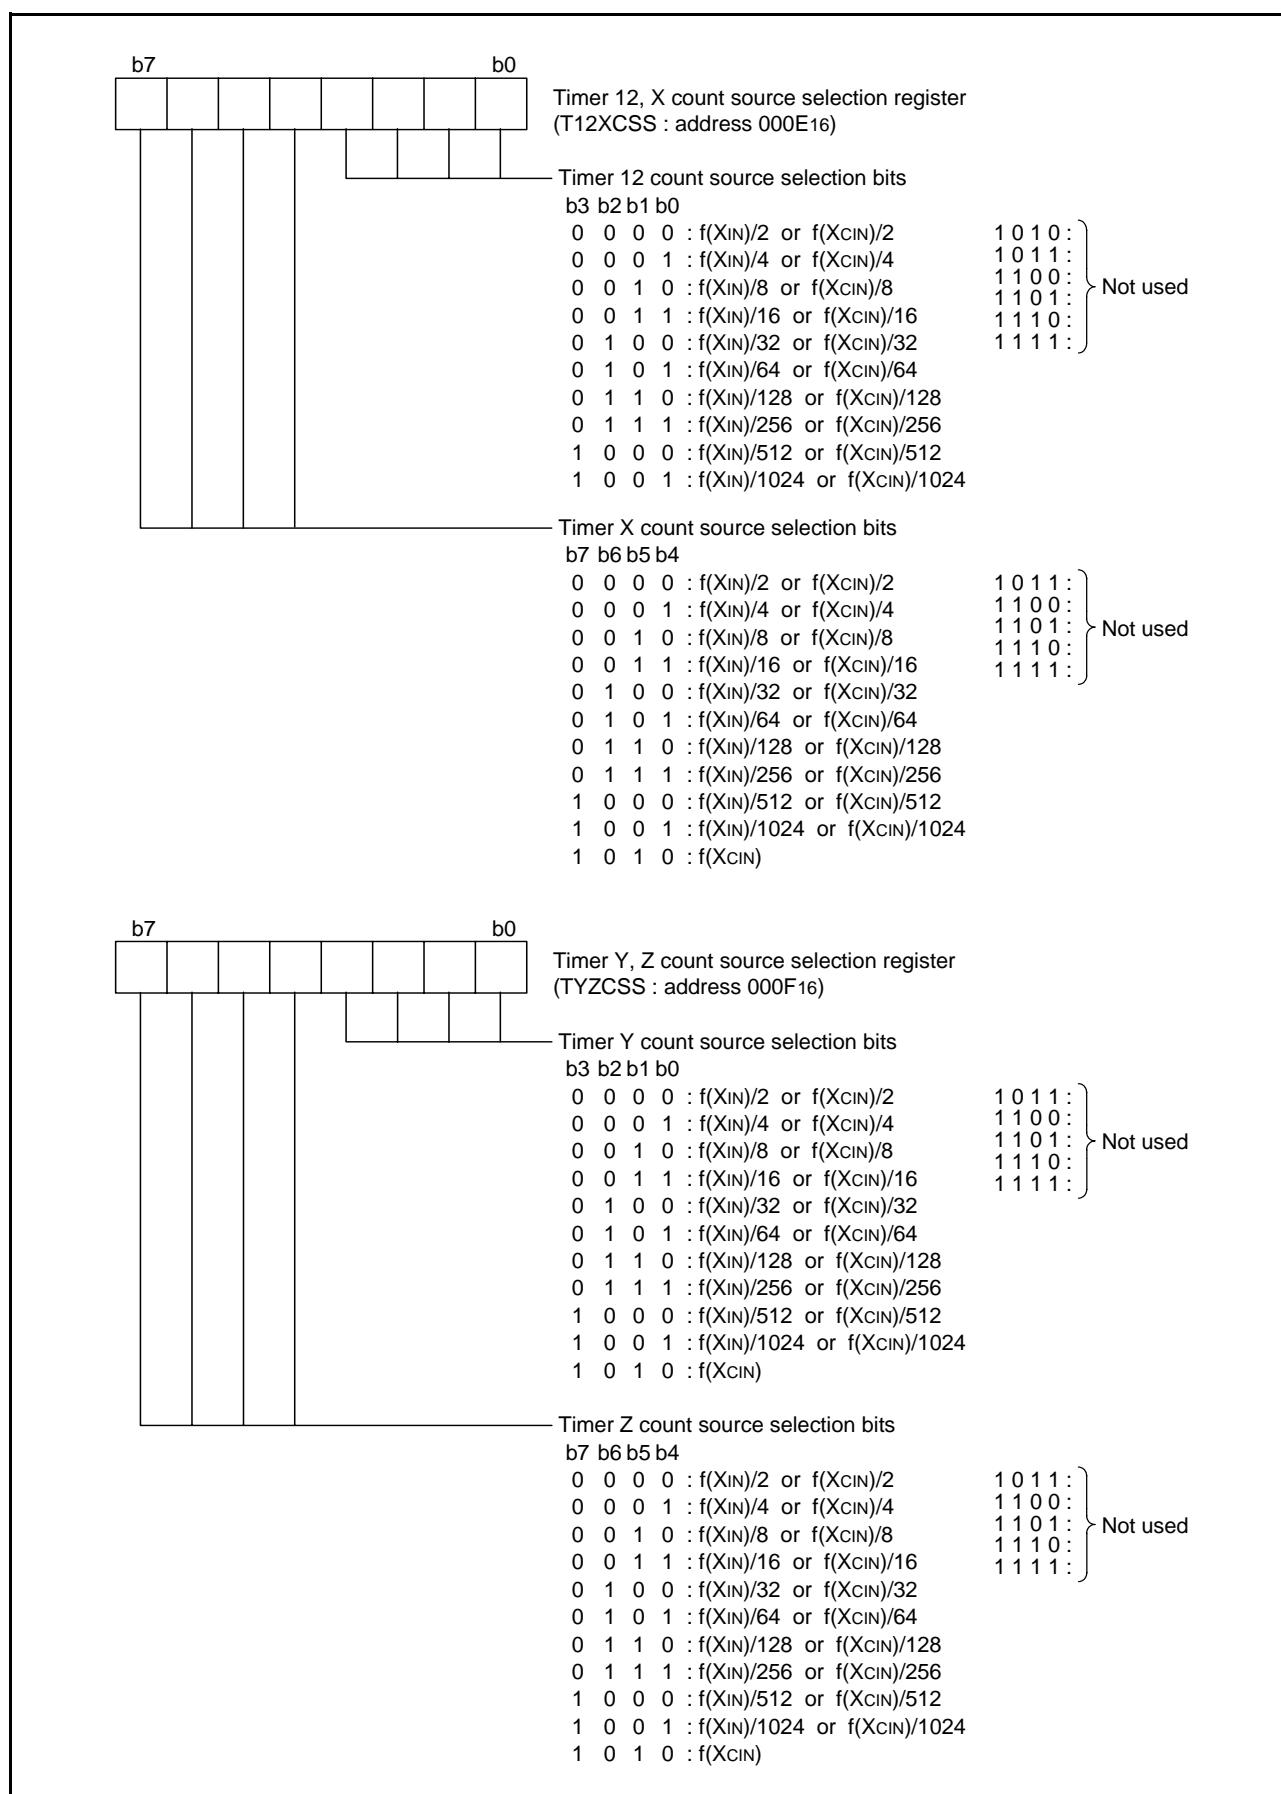 b7 b0
Timer 12, X count source selection register
(T12XCSS : address 000E16)
Timer 12 count source selection bits
b3 b2 b1 b0
0 0 0 0 : f(XIN)/2 or f(XCIN)/2 1 0 1 0 :
0 0 0 1 : f(XIN)/4 or f(XCIN)/4 1 0 1 1 :
0 0 1 0 : f(XIN)/8 or f(XCIN)/8 1 1 0 0 : Not used
0 0 1 1 : f(XIN)/16 or f(XCIN)/16 1 1 0 1 :
0 1 0 0 : f(XIN)/32 or f(XCIN)/32 1 1 1 0 :
0 1 0 1 : f(XIN)/64 or f(XCIN)/64 1 1 1 1 :
0 1 1 0 : f(XIN)/128 or f(XCIN)/128
0 1 1 1 : f(XIN)/256 or f(XCIN)/256
1 0 0 0 : f(XIN)/512 or f(XCIN)/512
1 0 0 1 : f(XIN)/1024 or f(XCIN)/1024
Timer X count source selection bits
b7 b6 b5 b4
0 0 0 0 : f(XIN)/2 or f(XCIN)/2 1 0 1 1 :
0 0 0 1 : f(XIN)/4 or f(XCIN)/4 1 1 0 0 :
0 0 1 0 : f(XIN)/8 or f(XCIN)/8 1 1 0 1 : Not used
0 0 1 1 : f(XIN)/16 or f(XCIN)/16 1 1 1 0 :
0 1 0 0 : f(XIN)/32 or f(XCIN)/32 1 1 1 1 :
0 1 0 1 : f(XIN)/64 or f(XCIN)/64
0 1 1 0 : f(XIN)/128 or f(XCIN)/128
0 1 1 1 : f(XIN)/256 or f(XCIN)/256
1 0 0 0 : f(XIN)/512 or f(XCIN)/512
1 0 0 1 : f(XIN)/1024 or f(XCIN)/1024
1 0 1 0 : f(XCIN)
b7 b0
Timer Y, Z count source selection register
(TYZCSS : address 000F16)
Timer Y count source selection bits
b3 b2 b1 b0
0 0 0 0 : f(XIN)/2 or f(XCIN)/2 1 0 1 1 :
0 0 0 1 : f(XIN)/4 or f(XCIN)/4 1 1 0 0 :
0 0 1 0 : f(XIN)/8 or f(XCIN)/8 1 1 0 1 : Not used
0 0 1 1 : f(XIN)/16 or f(XCIN)/16 1 1 1 0 :
0 1 0 0 : f(XIN)/32 or f(XCIN)/32 1 1 1 1 :
0 1 0 1 : f(XIN)/64 or f(XCIN)/64
0 1 1 0 : f(XIN)/128 or f(XCIN)/128
0 1 1 1 : f(XIN)/256 or f(XCIN)/256
1 0 0 0 : f(XIN)/512 or f(XCIN)/512
1 0 0 1 : f(XIN)/1024 or f(XCIN)/1024
1 0 1 0 : f(XCIN)
Timer Z count source selection bits
b7 b6 b5 b4
0 0 0 0 : f(XIN)/2 or f(XCIN)/2 1 0 1 1 :
0 0 0 1 : f(XIN)/4 or f(XCIN)/4 1 1 0 0 :
0 0 1 0 : f(XIN)/8 or f(XCIN)/8 1 1 0 1 : Not used
0 0 1 1 : f(XIN)/16 or f(XCIN)/16 1 1 1 0 :
0 1 0 0 : f(XIN)/32 or f(XCIN)/32 1 1 1 1 :
0 1 0 1 : f(XIN)/64 or f(XCIN)/64
0 1 1 0 : f(XIN)/128 or f(XCIN)/128
0 1 1 1 : f(XIN)/256 or f(XCIN)/256
1 0 0 0 : f(XIN)/512 or f(XCIN)/512
1 0 0 1 : f(XIN)/1024 or f(XCIN)/1024
1 0 1 0 : f(XCIN)